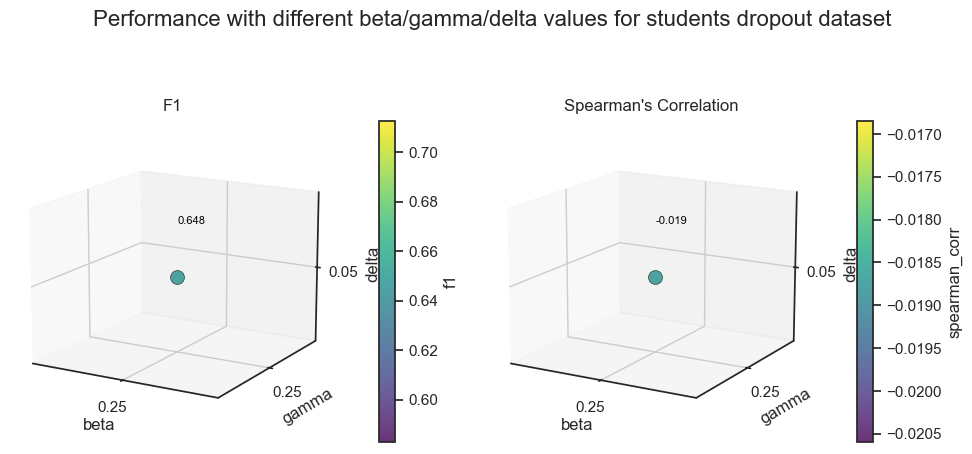 Performance with different beta/gamma/delta values for students dropout dataset
F1
0.648
delta
0.05
0.25
beta
0.25
gamma
0.70
0.68
0.66
0.64
0.62
0.60
f1
Spearman's Correlation
-0.019
delta
0.05
0.25
beta
0.25
gamma
−0.0170
−0.0175
−0.0180
−0.0185
−0.0190
−0.0195
−0.0200
−0.0205
spearman_corr